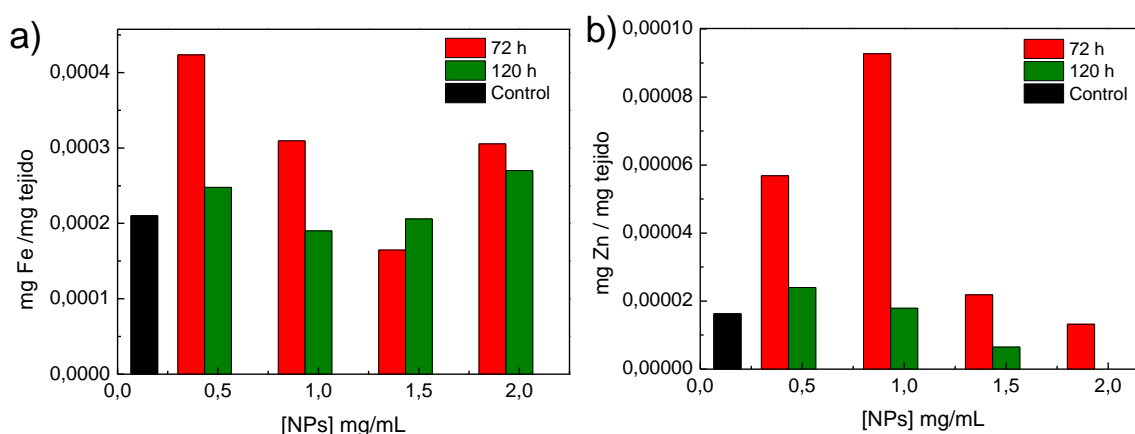 a)
72 h
120 h
Control
0,0004
0,0003
0,0002
0,0001
0,0000
mg Fe /mg tejido
0,0
0,5
1,0
1,5
2,0
[NPs] mg/mL
b)
72 h
120 h
Control
0,00010
0,00008
0,00006
0,00004
0,00002
0,00000
mg Zn / mg tejido
0,0
0,5
1,0
1,5
2,0
[NPs] mg/mL